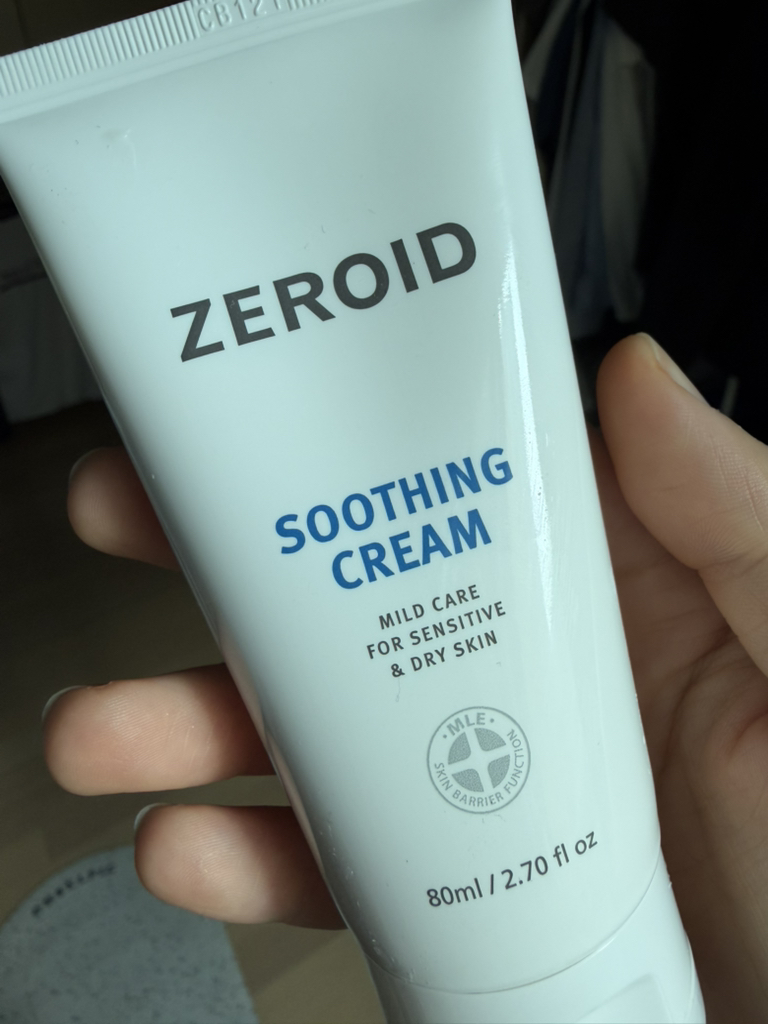 ZEROID
SOOTHING
CREAM
MILD CARE
FOR SENSITIVE
& DRY SKIN
· MLE ·
SKIN BARRIER FUNCTION
80ml / 2.70 fl oz